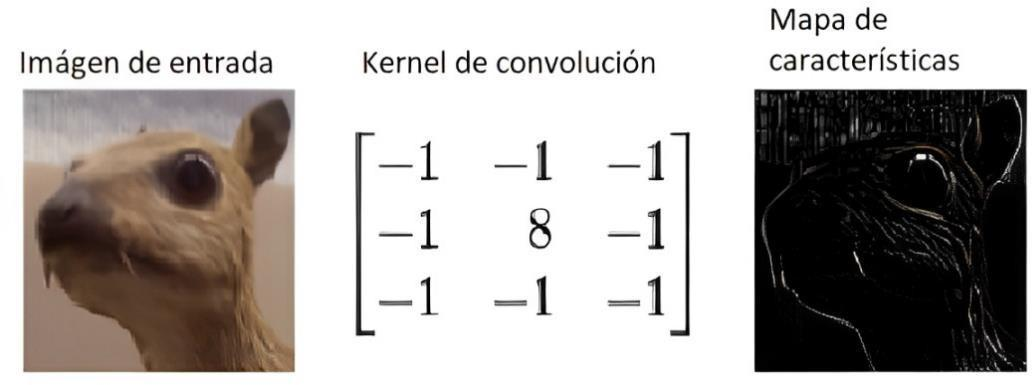 Imágen de entrada
Kernel de convolución
Mapa de
características
-1 -1 -1
-1 8 -1
-1 -1 -1